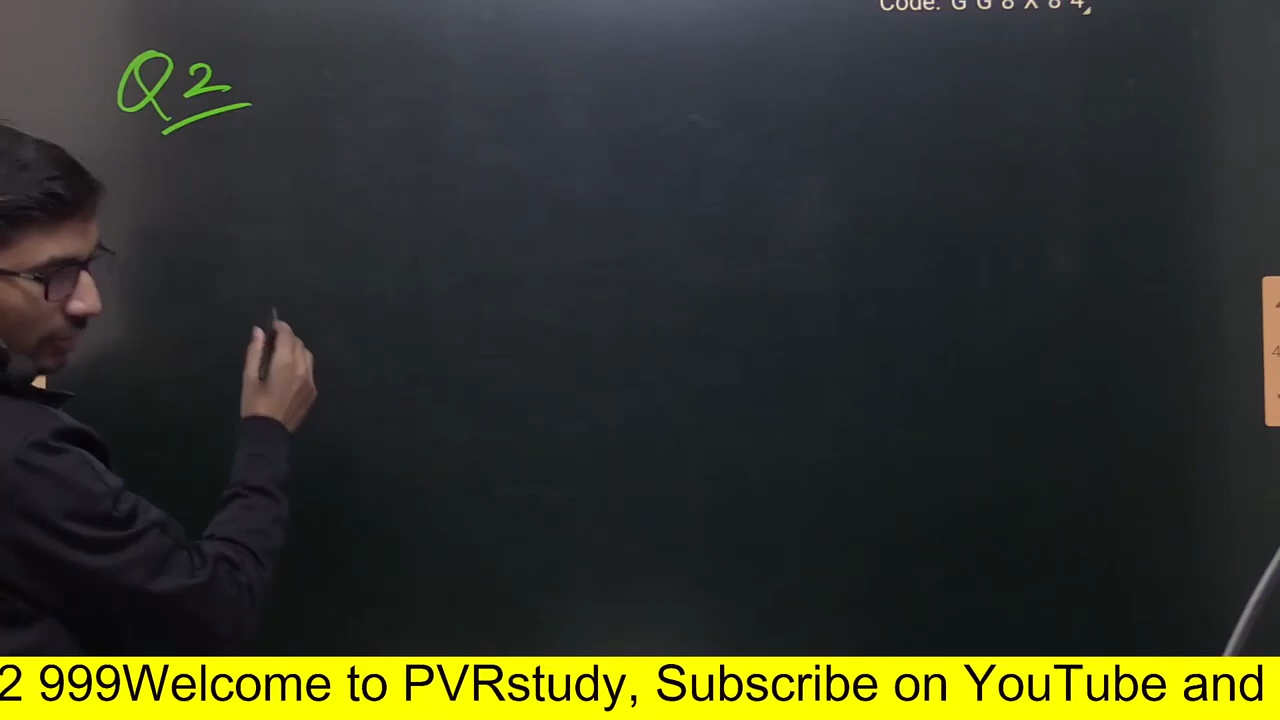 Code: G G 8 X 8 4
Q2
2 999Welcome to PVRstudy, Subscribe on YouTube and